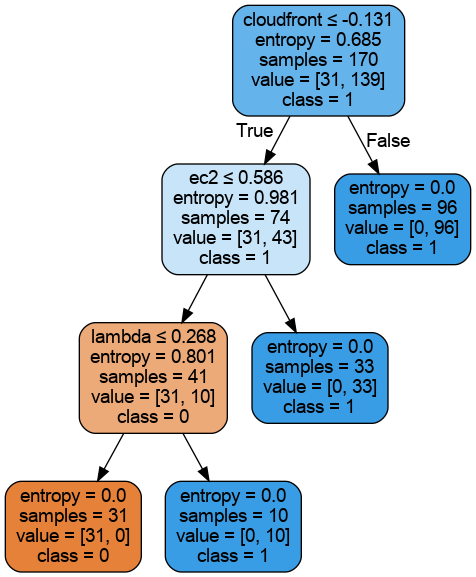 cloudfront ≤ -0.131
entropy = 0.685
samples = 170
value = [31, 139]
class = 1
True
False
ec2 ≤ 0.586
entropy = 0.981
samples = 74
value = [31, 43]
class = 1
entropy = 0.0
samples = 96
value = [0, 96]
class = 1
lambda ≤ 0.268
entropy = 0.801
samples = 41
value = [31, 10]
class = 0
entropy = 0.0
samples = 33
value = [0, 33]
class = 1
entropy = 0.0
samples = 31
value = [31, 0]
class = 0
entropy = 0.0
samples = 10
value = [0, 10]
class = 1